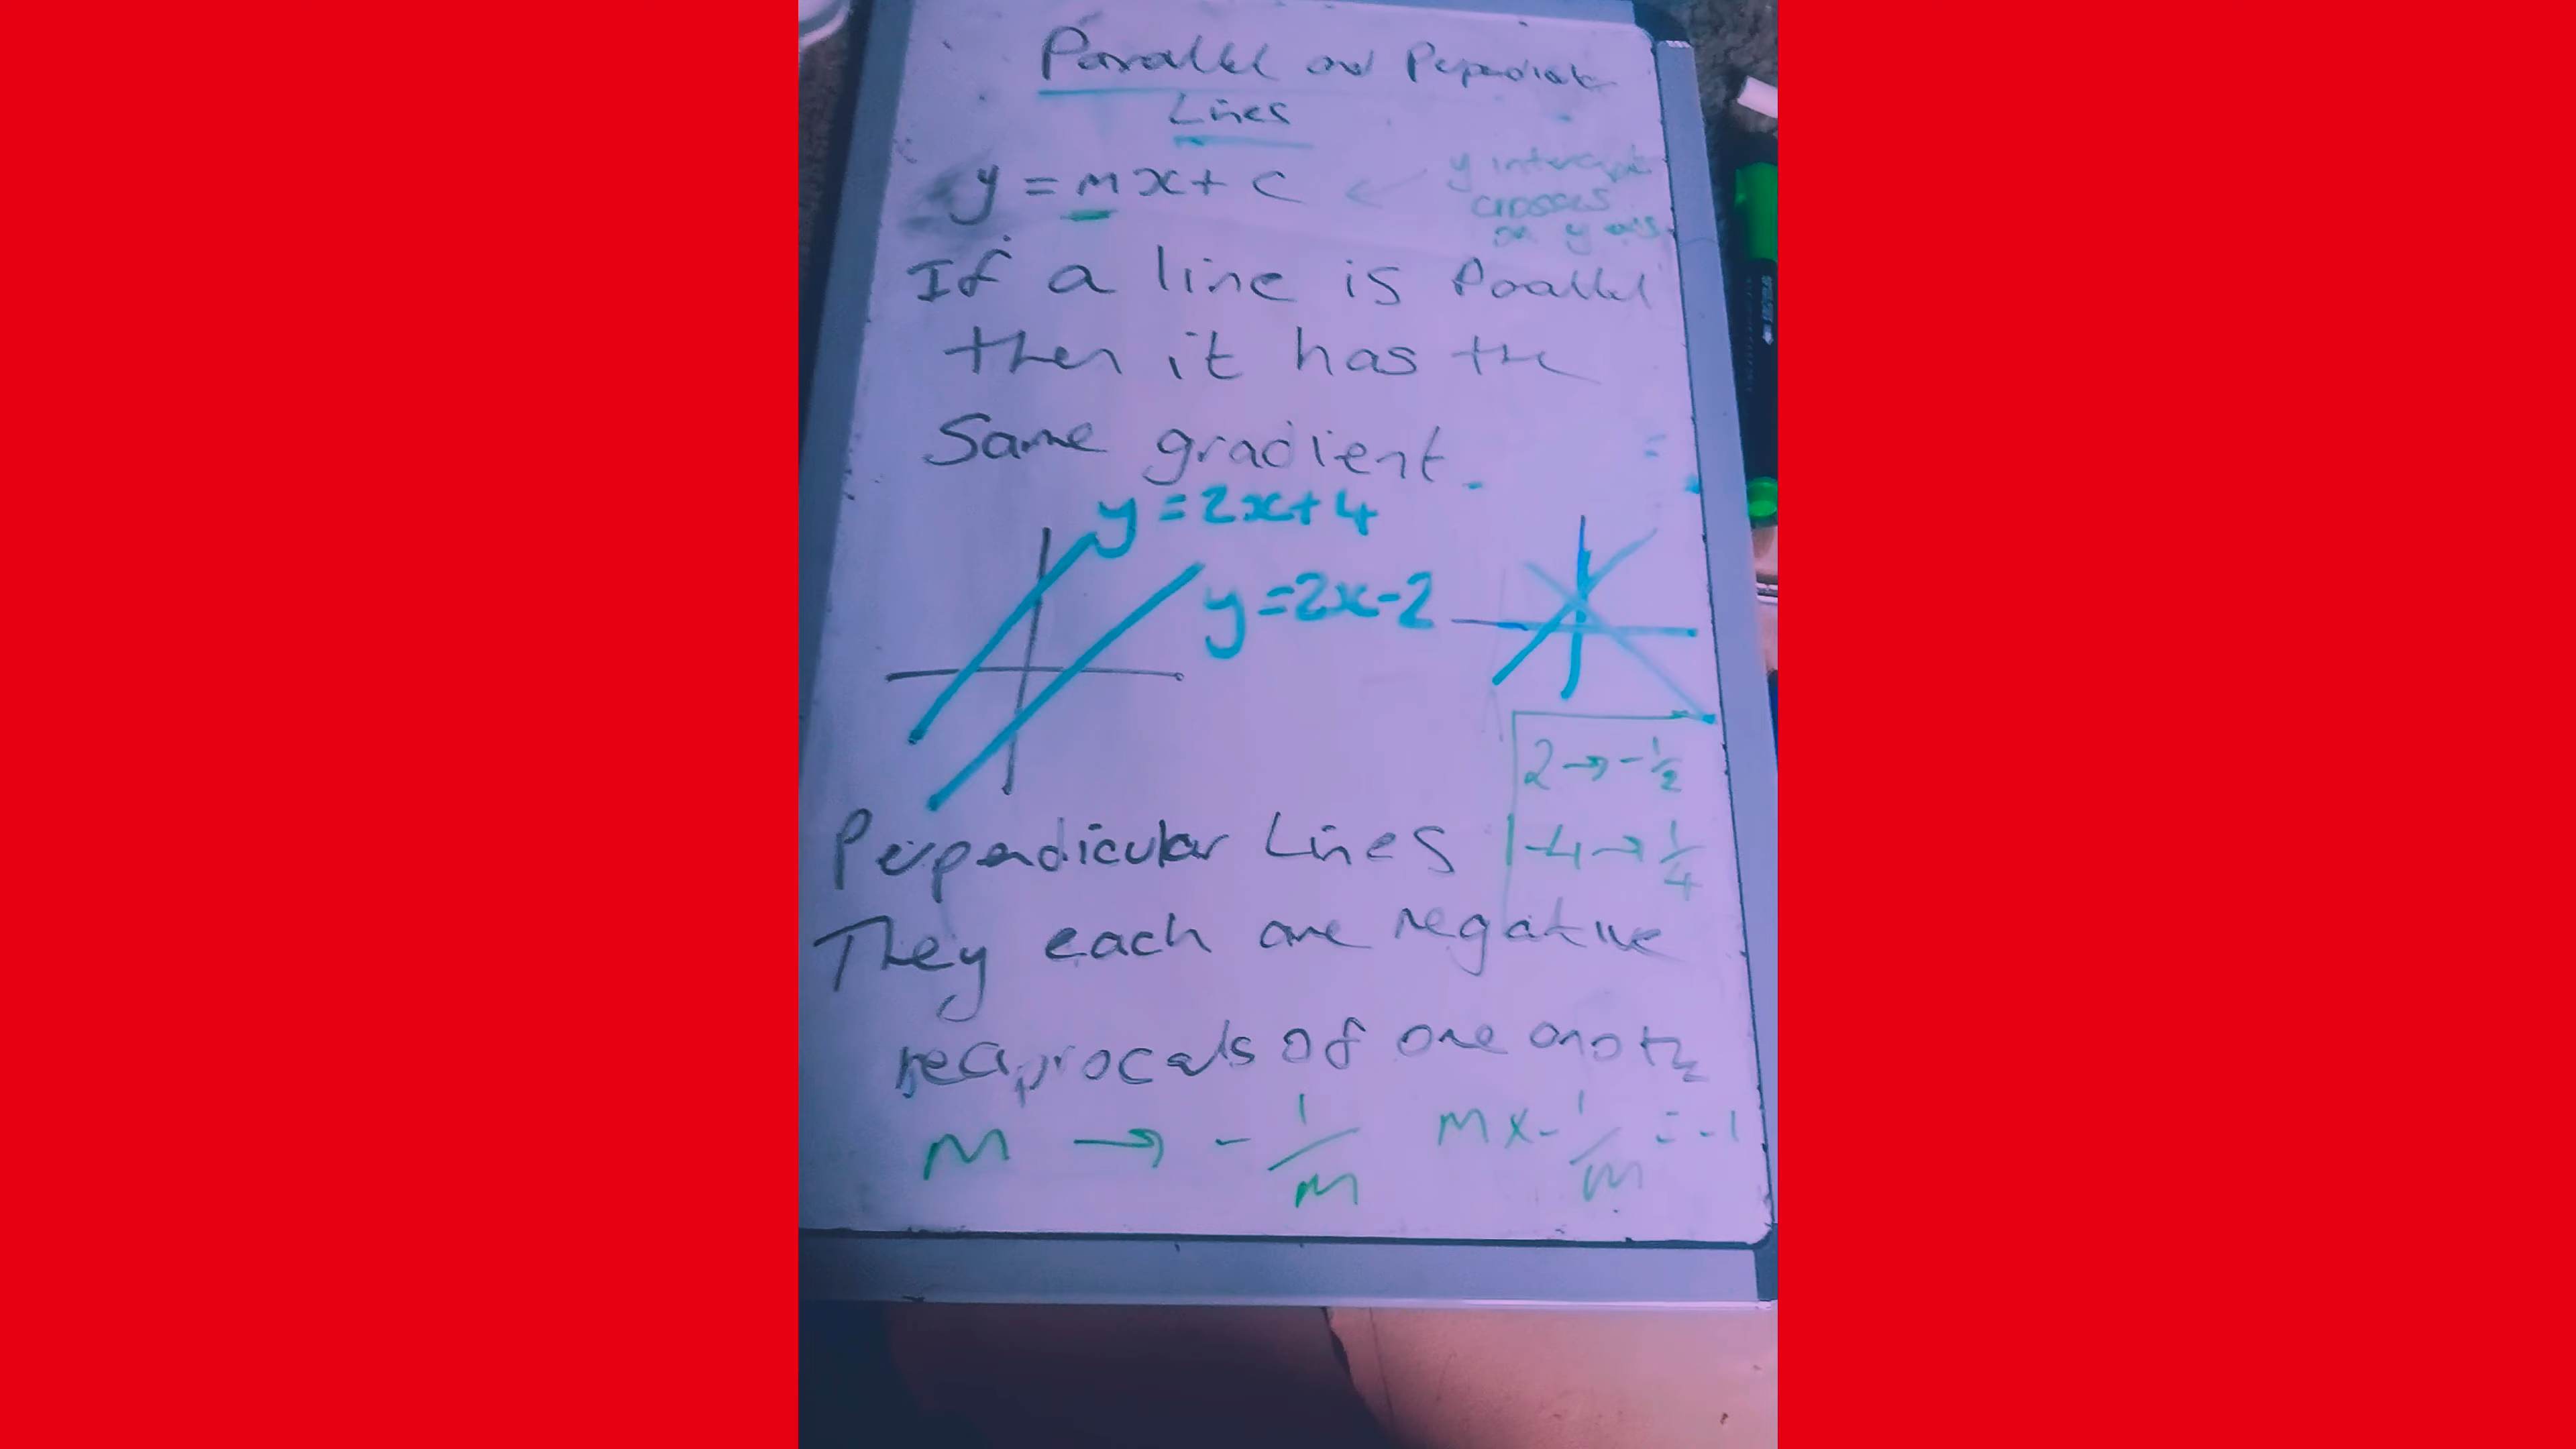 Parallel and Perpendicular
Lines
y = mx + c ← y intercept
crosses
on y axis
If a line is Parallel
then it has the
Same gradient.
y = 2x + 4
y = 2x - 2
2 → -1/2
-4 → 1/4
Perpendicular Lines
They each are negative
reciprocals of one another
M → - 1/M    M x - 1/M = -1